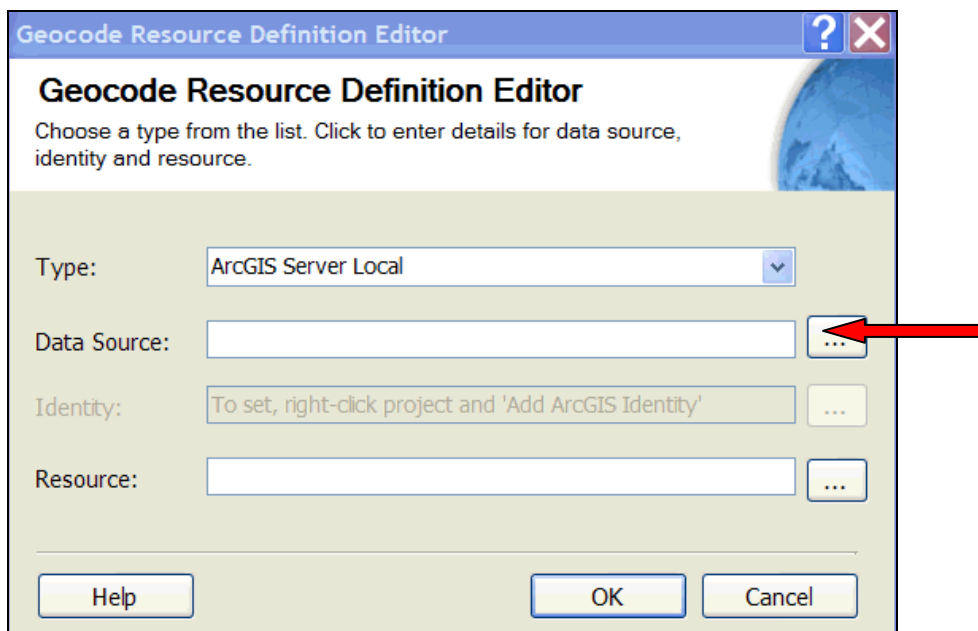 Geocode Resource Definition Editor ?
Geocode Resource Definition Editor
Choose a type from the list. Click to enter details for data source,
identity and resource.
Type: ArcGIS Server Local
Data Source: ...
Identity: To set, right-click project and 'Add ArcGIS Identity' ...
Resource: ...
Help OK Cancel